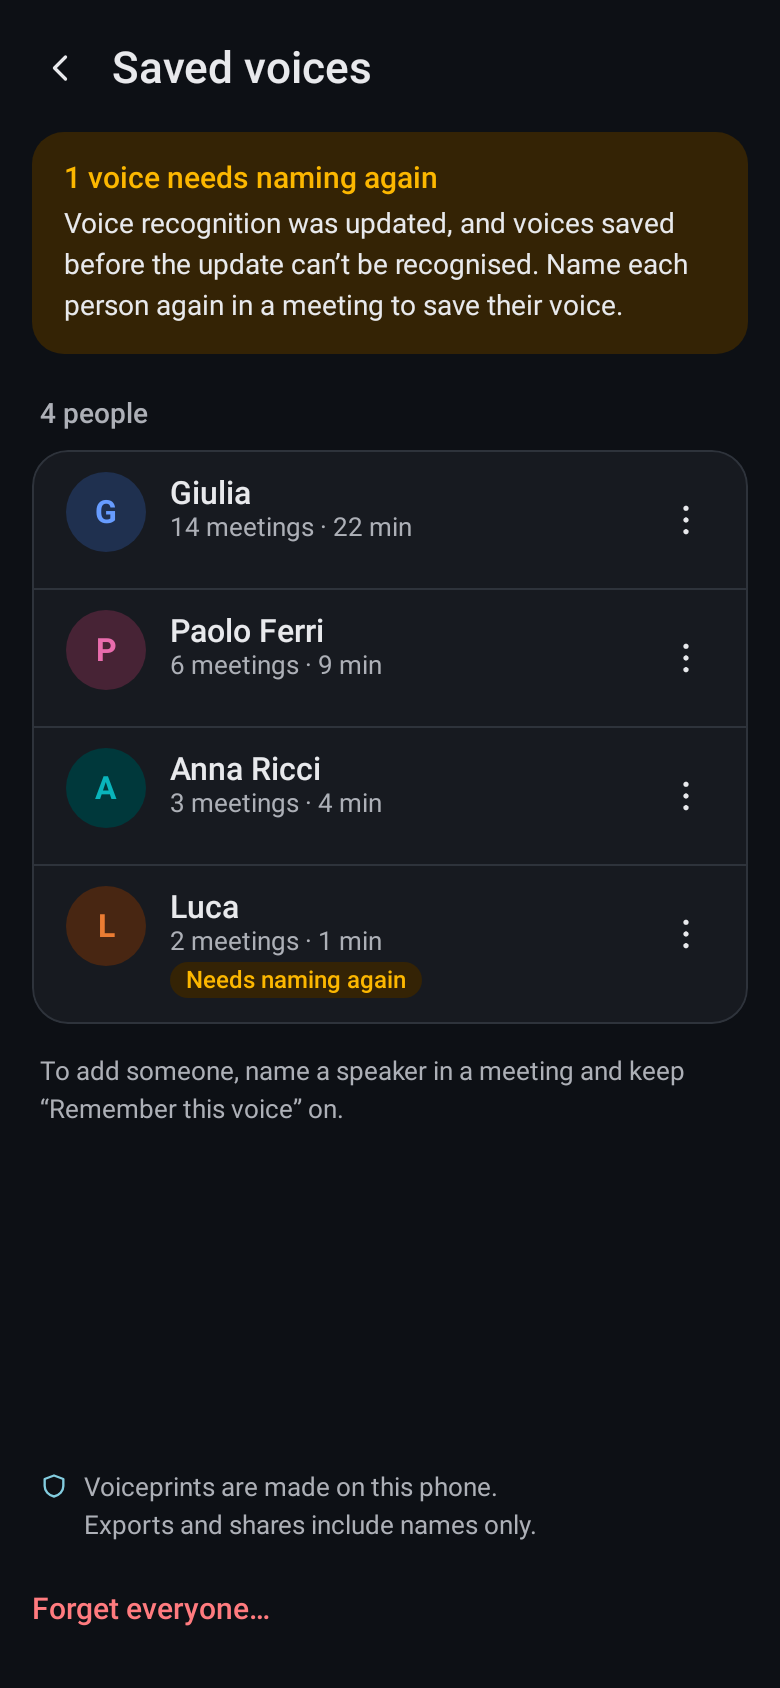 Saved voices
1 voice needs naming again
Voice recognition was updated, and voices saved
before the update can’t be recognised. Name each
person again in a meeting to save their voice.
4 people
G
Giulia
14 meetings · 22 min
P
Paolo Ferri
6 meetings · 9 min
A
Anna Ricci
3 meetings · 4 min
L
Luca
2 meetings · 1 min
Needs naming again
To add someone, name a speaker in a meeting and keep
“Remember this voice” on.
Voiceprints are made on this phone.
Exports and shares include names only.
Forget everyone…